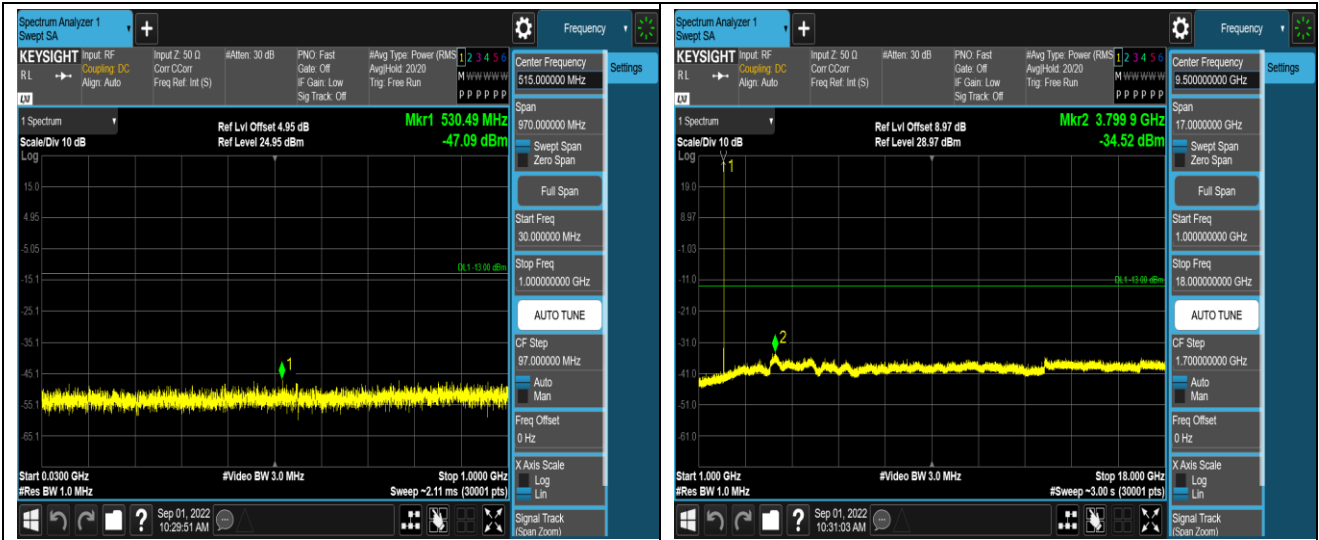 Spectrum Analyzer 1
Swept SA
Frequency
KEYSIGHT
Input: RF
Input Z: 50 Ω
#Atten: 30 dB
PNO: Fast
#Avg Type: Power (RMS
1 2 3 4 5 6
RL
Coupling: DC
Corr CCorr
Gate: Off
Avg|Hold: 20/20
M W W W W W
Align: Auto
Freq Ref: Int (S)
IF Gain: Low
Trig: Free Run
Sig Track: Off
P P P P P P
LXI
1 Spectrum
Ref Lvl Offset 4.95 dB
Mkr1 530.49 MHz
Scale/Div 10 dB
Ref Level 24.95 dBm
-47.09 dBm
Log
15.0
4.95
-5.05
DL1 -13.00 dBm
-15.1
-25.1
-35.1
1
-45.1
-55.1
-65.1
Start 0.0300 GHz
#Video BW 3.0 MHz
Stop 1.0000 GHz
#Res BW 1.0 MHz
Sweep ~2.11 ms (30001 pts)
Sep 01, 2022
10:29:51 AM
Center Frequency
515.000000 MHz
Settings
Span
970.000000 MHz
Swept Span
Zero Span
Full Span
Start Freq
30.000000 MHz
Stop Freq
1.000000000 GHz
AUTO TUNE
CF Step
97.000000 MHz
Auto
Man
Freq Offset
0 Hz
X Axis Scale
Log
Lin
Signal Track
(Span Zoom)
Spectrum Analyzer 1
Swept SA
Frequency
KEYSIGHT
Input: RF
Input Z: 50 Ω
#Atten: 30 dB
PNO: Fast
#Avg Type: Power (RMS
1 2 3 4 5 6
RL
Coupling: DC
Corr CCorr
Gate: Off
Avg|Hold: 20/20
M W W W W W
Align: Auto
Freq Ref: Int (S)
IF Gain: Low
Trig: Free Run
Sig Track: Off
P P P P P P
LXI
1 Spectrum
Ref Lvl Offset 8.97 dB
Mkr2 3.799 9 GHz
Scale/Div 10 dB
Ref Level 28.97 dBm
-34.52 dBm
Log
1
19.0
8.97
-1.03
-11.0
DL1 -13.00 dBm
-21.0
-31.0
2
-41.0
-51.0
-61.0
Start 1.000 GHz
#Video BW 3.0 MHz
Stop 18.000 GHz
#Res BW 1.0 MHz
#Sweep ~3.00 s (30001 pts)
Sep 01, 2022
10:31:03 AM
Center Frequency
9.500000000 GHz
Settings
Span
17.0000000 GHz
Swept Span
Zero Span
Full Span
Start Freq
1.000000000 GHz
Stop Freq
18.000000000 GHz
AUTO TUNE
CF Step
1.700000000 GHz
Auto
Man
Freq Offset
0 Hz
X Axis Scale
Log
Lin
Signal Track
(Span Zoom)